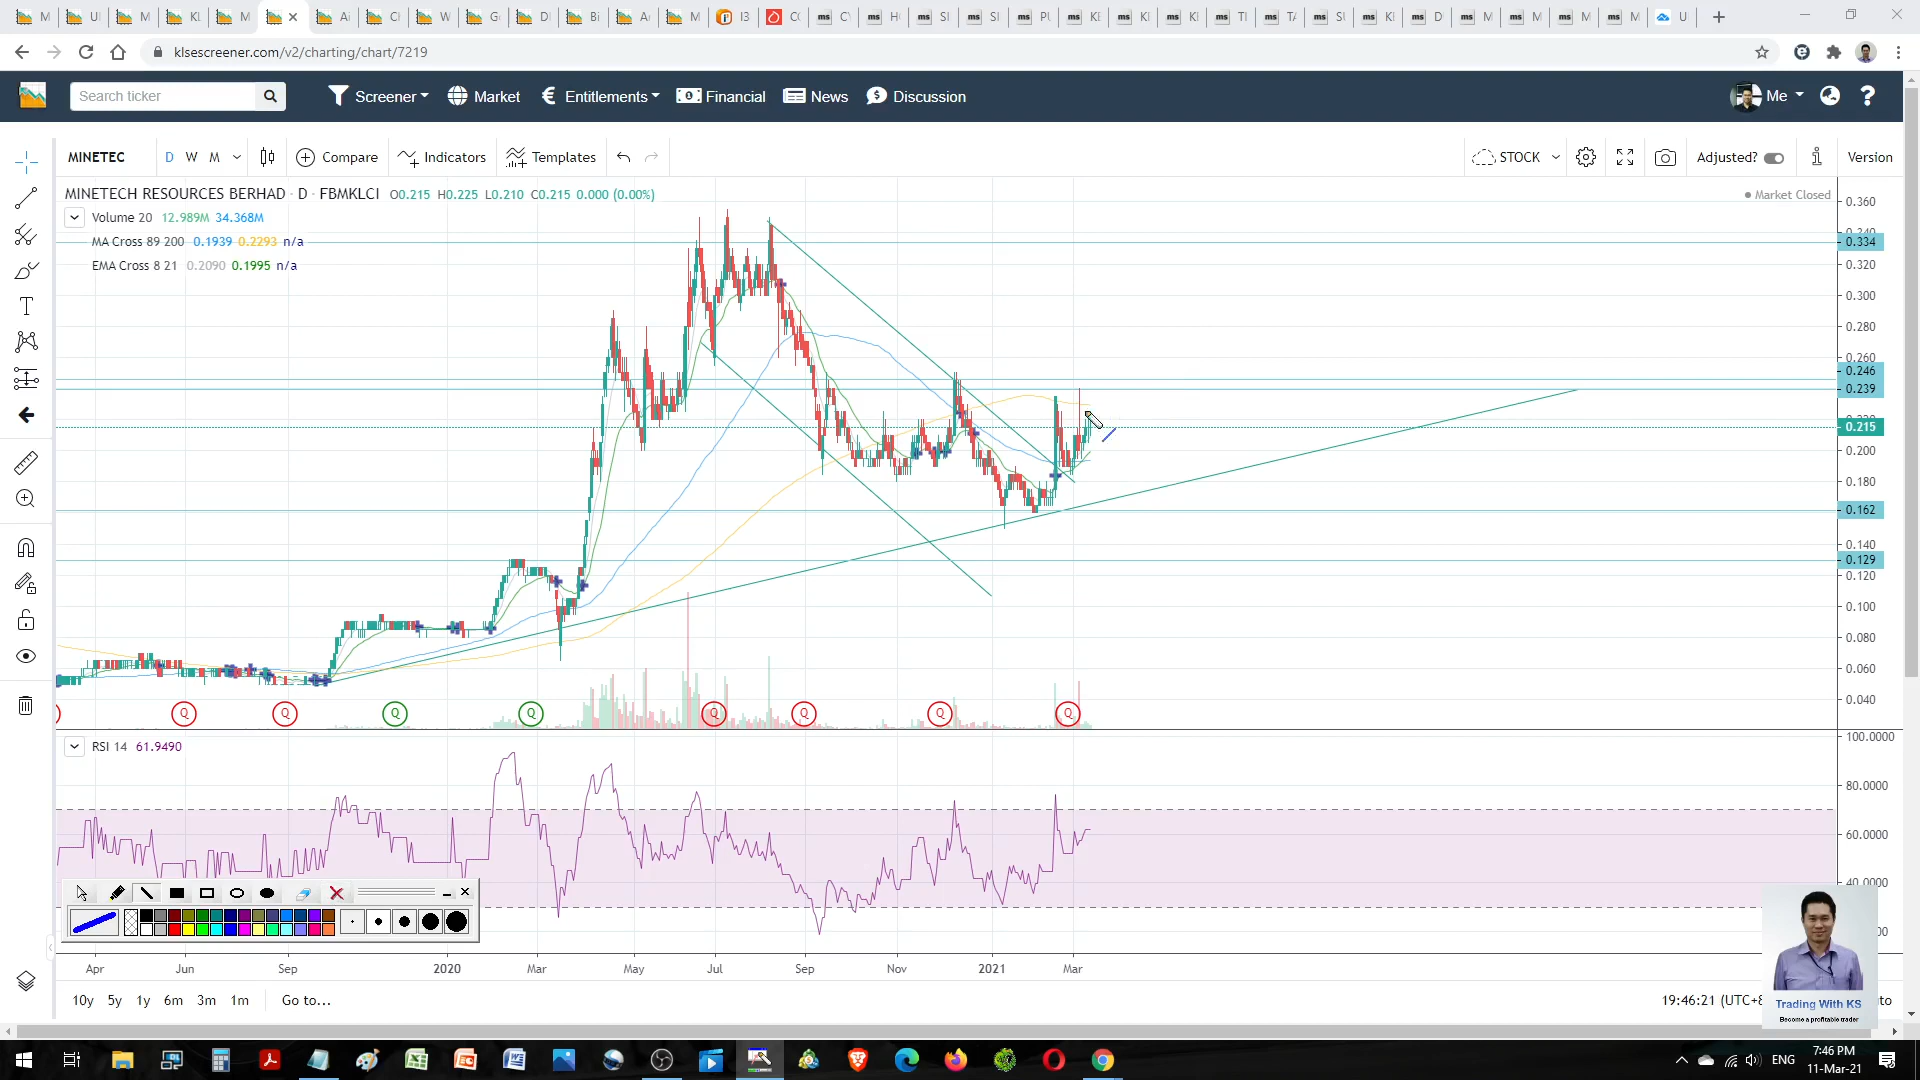 klsescreener.com/v2/charting/chart/7219
Search ticker
Screener
Market
Entitlements
Financial
News
Discussion
Me
MINETEC
D W M
Compare
Indicators
Templates
STOCK
Adjusted?
Version
MINETECH RESOURCES BERHAD · D · FBMKLCI O0.215 H0.225 L0.210 C0.215 0.000 (0.00%)
Market Closed
Volume 20 12.989M 34.368M
MA Cross 89 200 0.1939 0.2293 n/a
EMA Cross 8 21 0.2090 0.1995 n/a
0.360
0.334
0.320
0.300
0.280
0.260
0.246
0.239
0.215
0.200
0.180
0.162
0.140
0.129
0.120
0.100
0.080
0.060
0.040
Q Q Q Q Q Q Q Q
RSI 14 61.9490
100.0000
80.0000
60.0000
40.0000
Apr Jun Sep 2020 Mar May Jul Sep Nov 2021 Mar
10y 5y 1y 6m 3m 1m Go to...
19:46:21 (UTC+8
Trading With KS
Become a profitable trader
ENG
7:46 PM
11-Mar-21